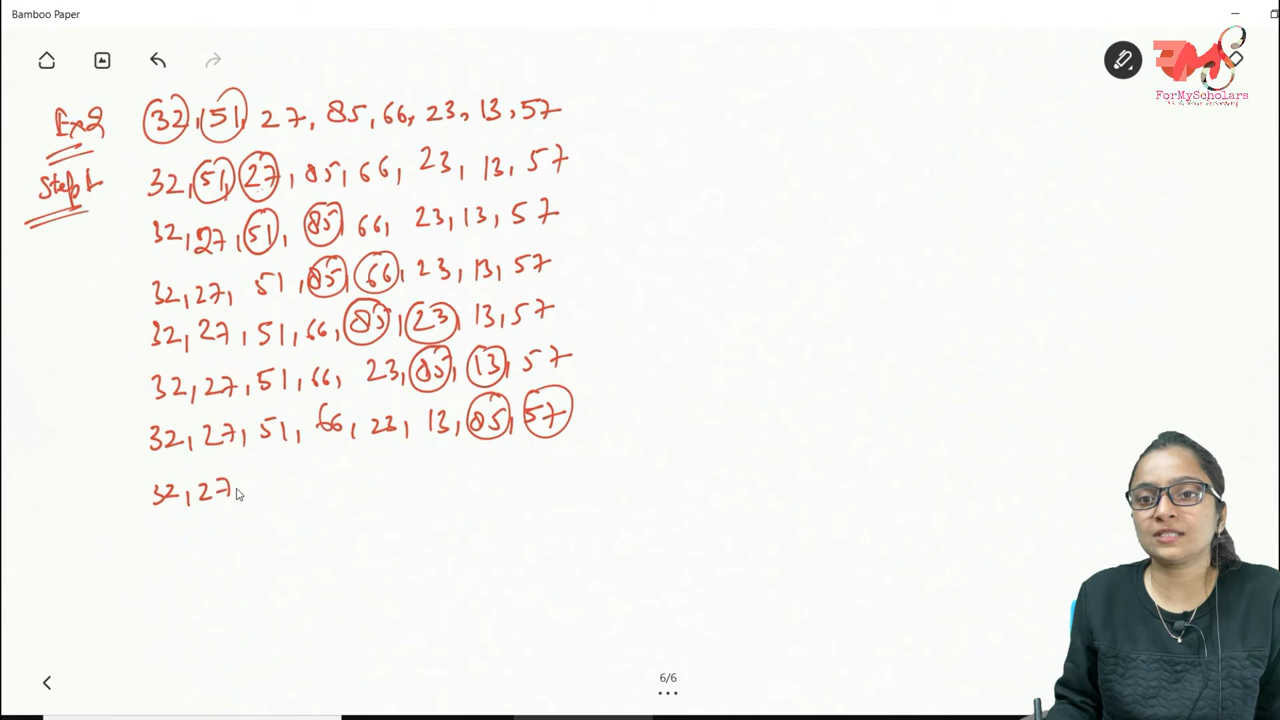 Bamboo Paper
ForMyScholars
Ex2 32, 51, 27, 85, 66, 23, 13, 57
Step 1 32, 51, 27, 85, 66, 23, 13, 57
32, 27, 51, 85, 66, 23, 13, 57
32, 27, 51, 85, 66, 23, 13, 57
32, 27, 51, 66, 85, 23, 13, 57
32, 27, 51, 66, 23, 85, 13, 57
32, 27, 51, 66, 23, 13, 85, 57
32, 27
6/6